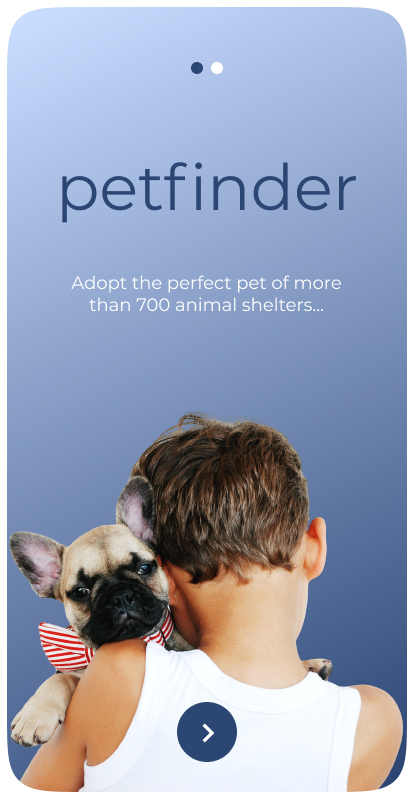 petfinder
Adopt the perfect pet of more
than 700 animal shelters...